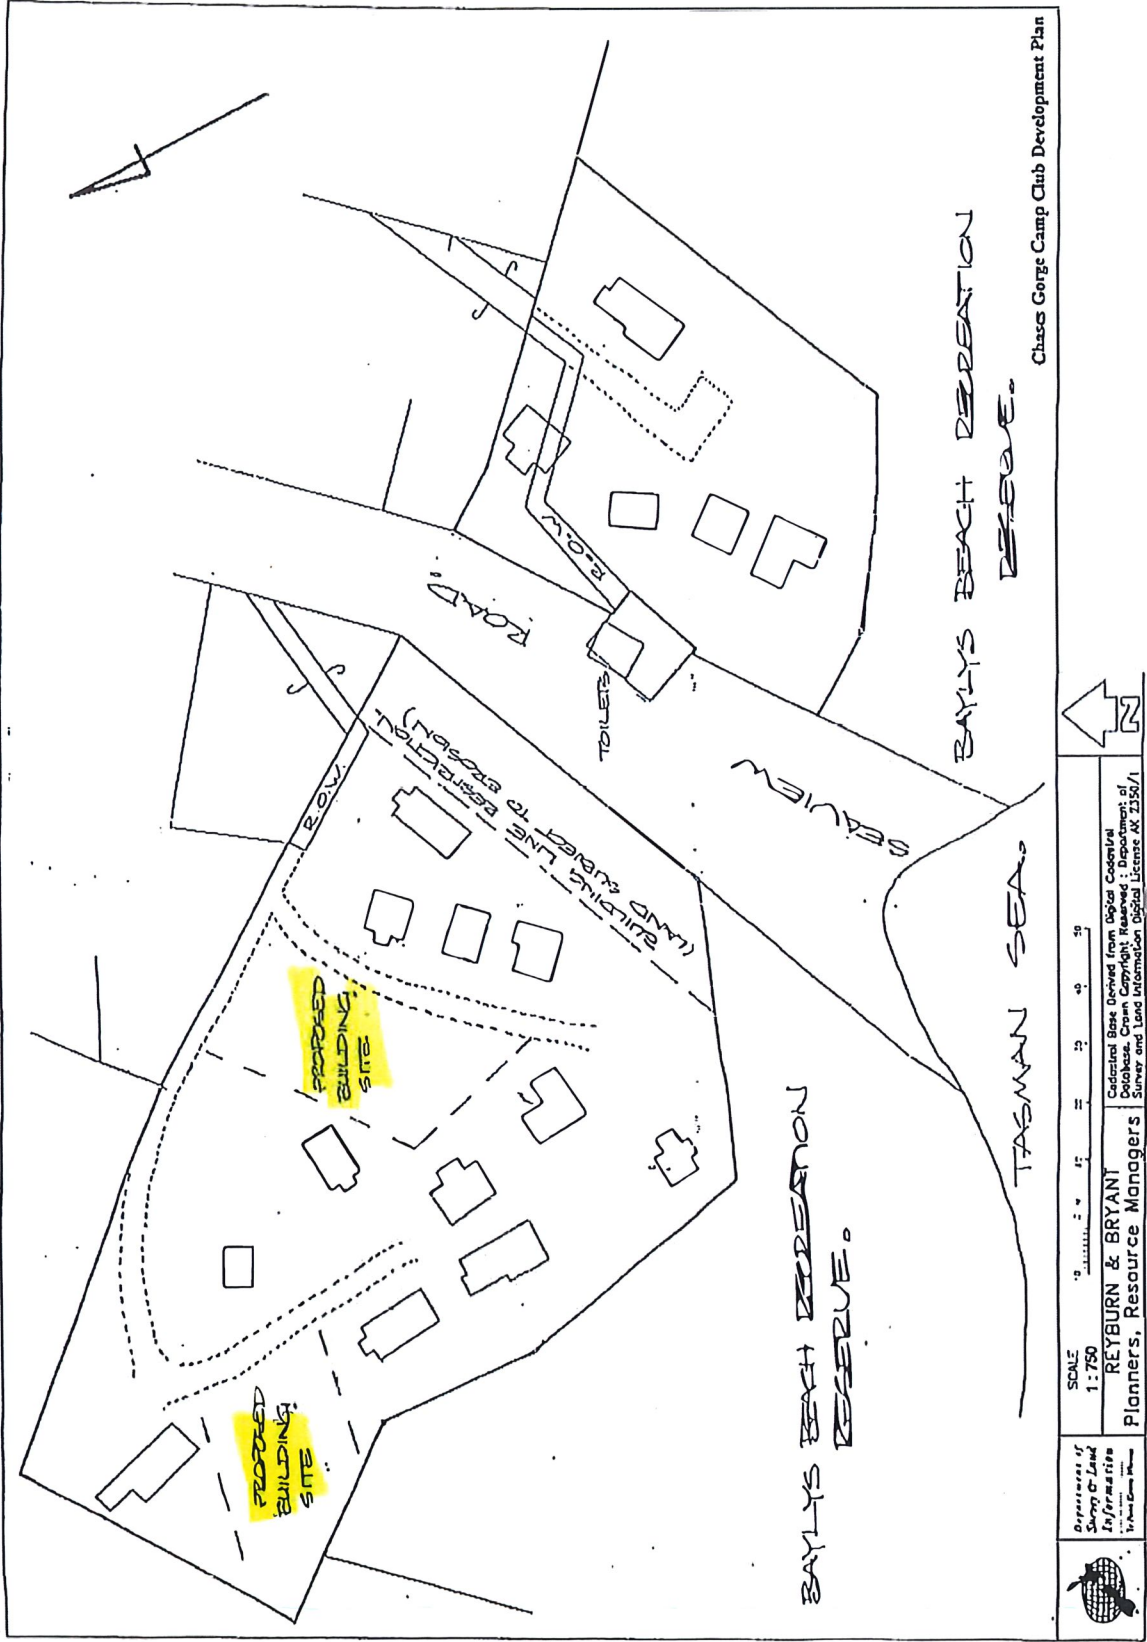 Chases Gorge Camp Club Development Plan
BAYLYS BEACH RECREATION
RESERVE.
R.O.W
ROAD
TOILETS
SEAVIEW
R.O.W.
BUILDING LINE RESTRICTION
(LAND SUBJECT TO EROSION)
PROPOSED
BUILDING
SITE
PROPOSED
BUILDING
SITE
TASMAN SEA.
BAYLYS BEACH RECREATION
RESERVE.
N
Department of
Survey & Land
Information
SCALE
1:750
REYBURN & BRYANT
Planners, Resource Managers
Cadastral Base Derived from Digital Cadastral
Database. Crown Copyright Reserved : Department of
Survey and Land Information Digital License AK Z350/1